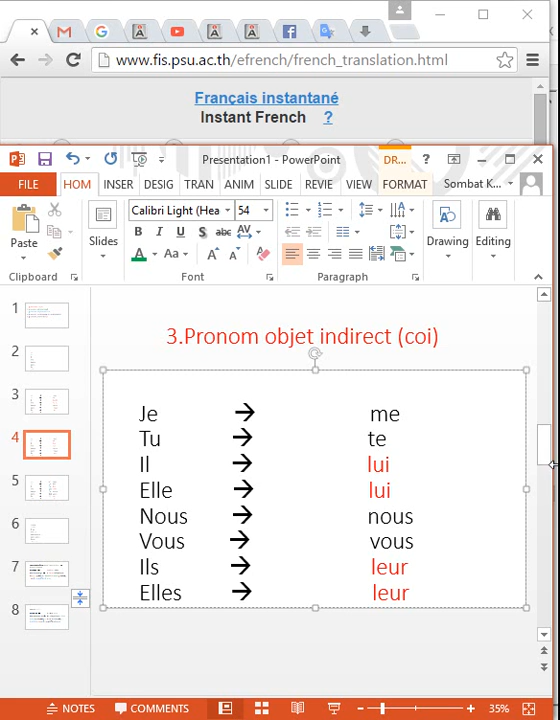 www.fis.psu.ac.th/efrench/french_translation.html
Français instantané
Instant French ?
Presentation1 - PowerPoint DR... ?
FILE HOM INSER DESIG TRAN ANIM SLIDE REVIE VIEW FORMAT Sombat K...
Calibri Light (Hea 54
Paste Slides B I U S abc AV Drawing Editing
A Aa A A
Clipboard Font Paragraph
1
2
3
4
5
6
7
8
3.Pronom objet indirect (coi)
Je → me
Tu → te
Il → lui
Elle → lui
Nous → nous
Vous → vous
Ils → leur
Elles → leur
NOTES COMMENTS 35%